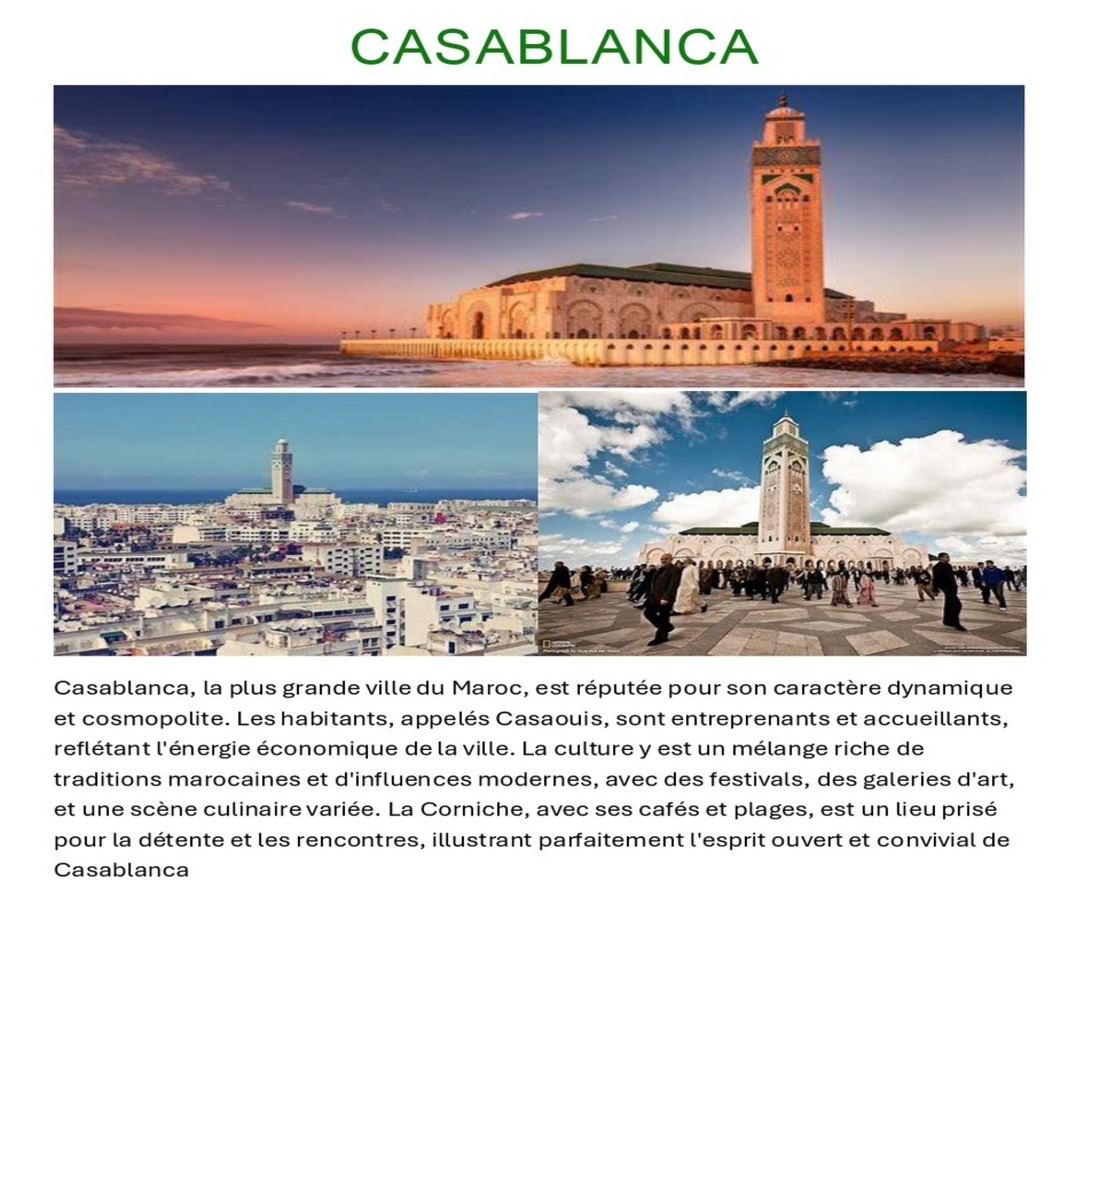 CASABLANCA
Casablanca, la plus grande ville du Maroc, est réputée pour son caractère dynamique
et cosmopolite. Les habitants, appelés Casaouis, sont entreprenants et accueillants,
reflétant l'énergie économique de la ville. La culture y est un mélange riche de
traditions marocaines et d'influences modernes, avec des festivals, des galeries d'art,
et une scène culinaire variée. La Corniche, avec ses cafés et plages, est un lieu prisé
pour la détente et les rencontres, illustrant parfaitement l'esprit ouvert et convivial de
Casablanca